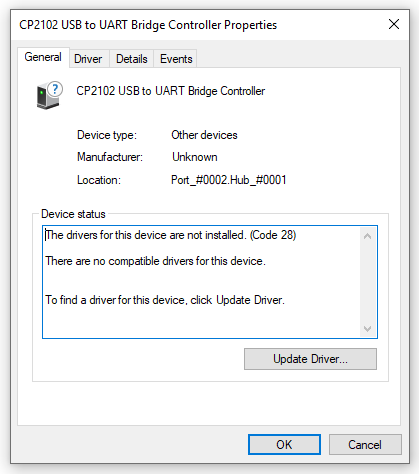 CP2102 USB to UART Bridge Controller Properties
General Driver Details Events
CP2102 USB to UART Bridge Controller
Device type: Other devices
Manufacturer: Unknown
Location: Port_#0002.Hub_#0001
Device status
The drivers for this device are not installed. (Code 28)
There are no compatible drivers for this device.
To find a driver for this device, click Update Driver.
Update Driver...
OK Cancel